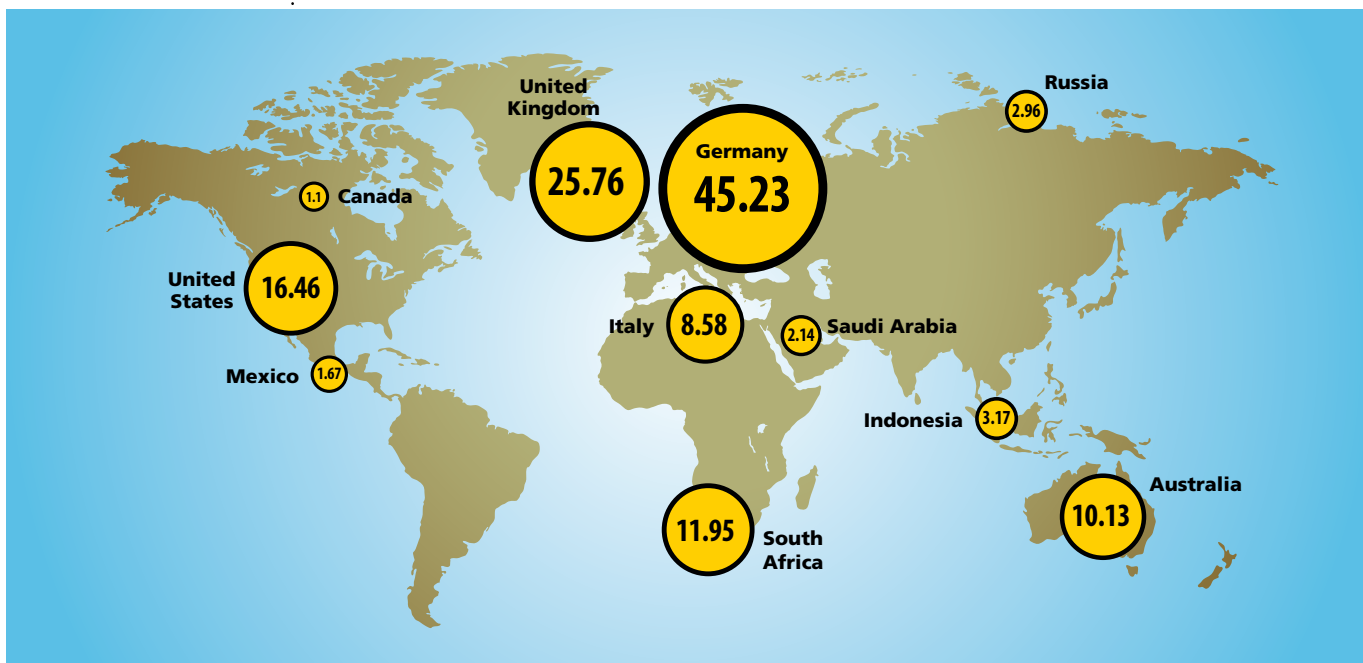 Russia
2.96
United
Kingdom
25.76
Germany
45.23
1.1 Canada
United
States
16.46
Italy 8.58
2.14 Saudi Arabia
Mexico 1.67
Indonesia 3.17
Australia
10.13
11.95
South
Africa